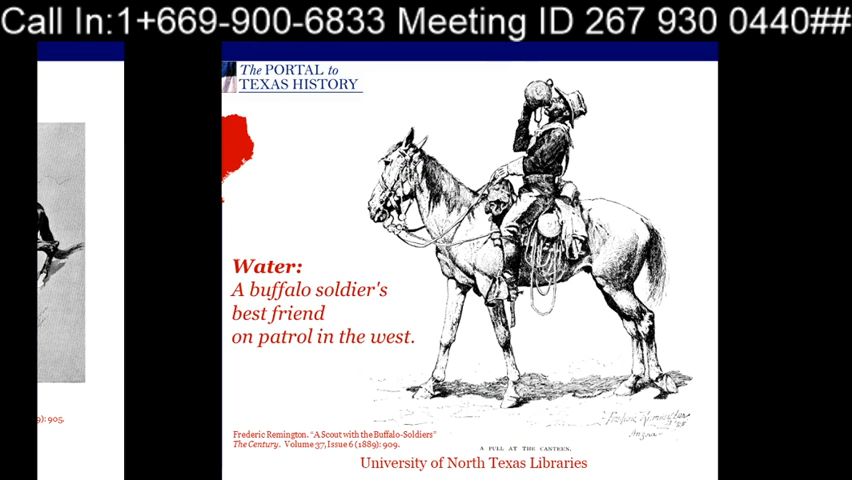 Call In:1+669-900-6833 Meeting ID 267 930 0440##
The PORTAL to
TEXAS HISTORY
Water:
A buffalo soldier's
best friend
on patrol in the west.
): 905.
Frederic Remington. "A Scout with the Buffalo-Soldiers"
The Century. Volume 37, Issue 6 (1889): 909.
A PULL AT THE CANTEEN.
University of North Texas Libraries